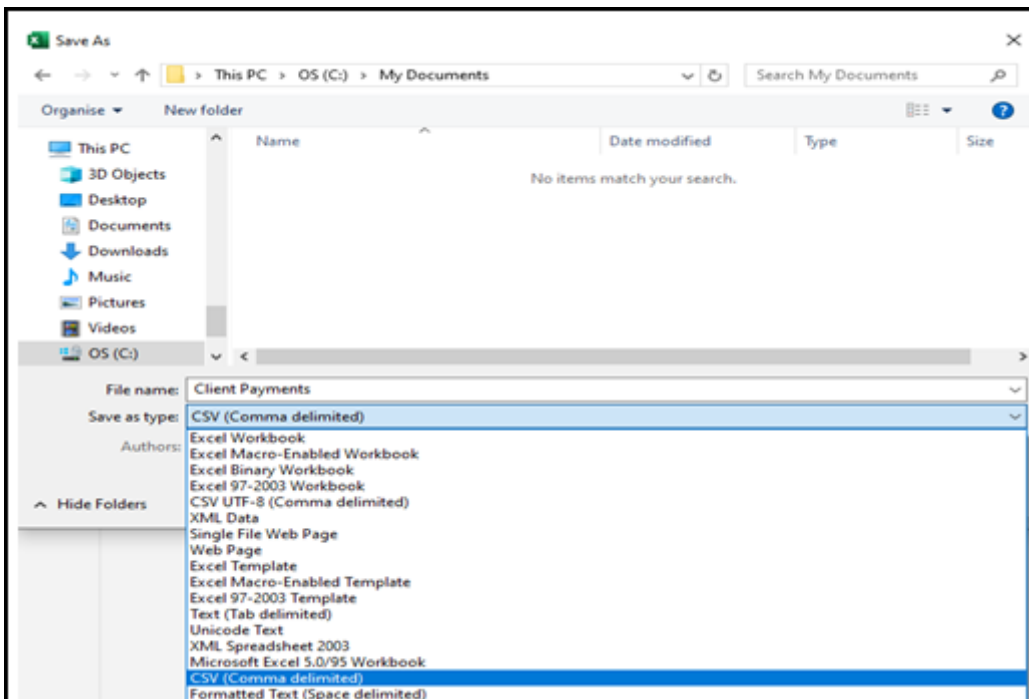 Save As
This PC > OS (C:) > My Documents
Search My Documents
Organise
New folder
Name
Date modified
Type
Size
No items match your search.
This PC
3D Objects
Desktop
Documents
Downloads
Music
Pictures
Videos
OS (C:)
File name: Client Payments
Save as type: CSV (Comma delimited)
Authors:
Excel Workbook
Excel Macro-Enabled Workbook
Excel Binary Workbook
Excel 97-2003 Workbook
CSV UTF-8 (Comma delimited)
XML Data
Single File Web Page
Web Page
Excel Template
Excel Macro-Enabled Template
Excel 97-2003 Template
Text (Tab delimited)
Unicode Text
XML Spreadsheet 2003
Microsoft Excel 5.0/95 Workbook
CSV (Comma delimited)
Formatted Text (Space delimited)
Hide Folders